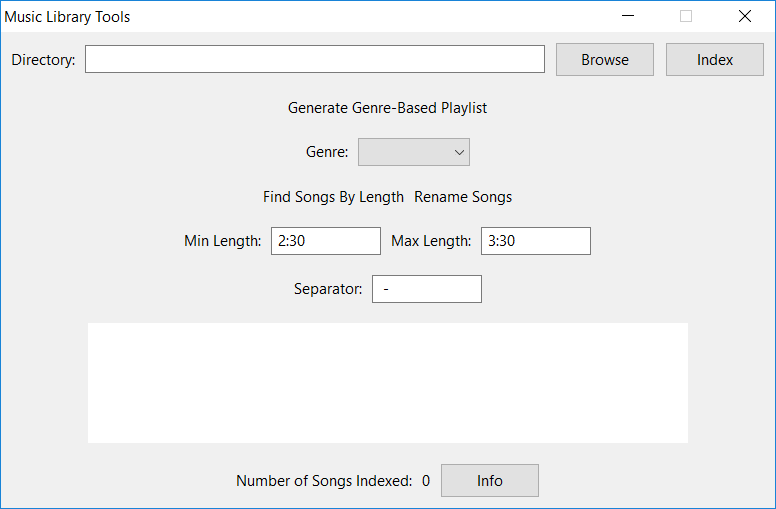 Music Library Tools
Directory: Browse Index
Generate Genre-Based Playlist
Genre:
Find Songs By Length Rename Songs
Min Length: 2:30 Max Length: 3:30
Separator: -
Number of Songs Indexed: 0 Info